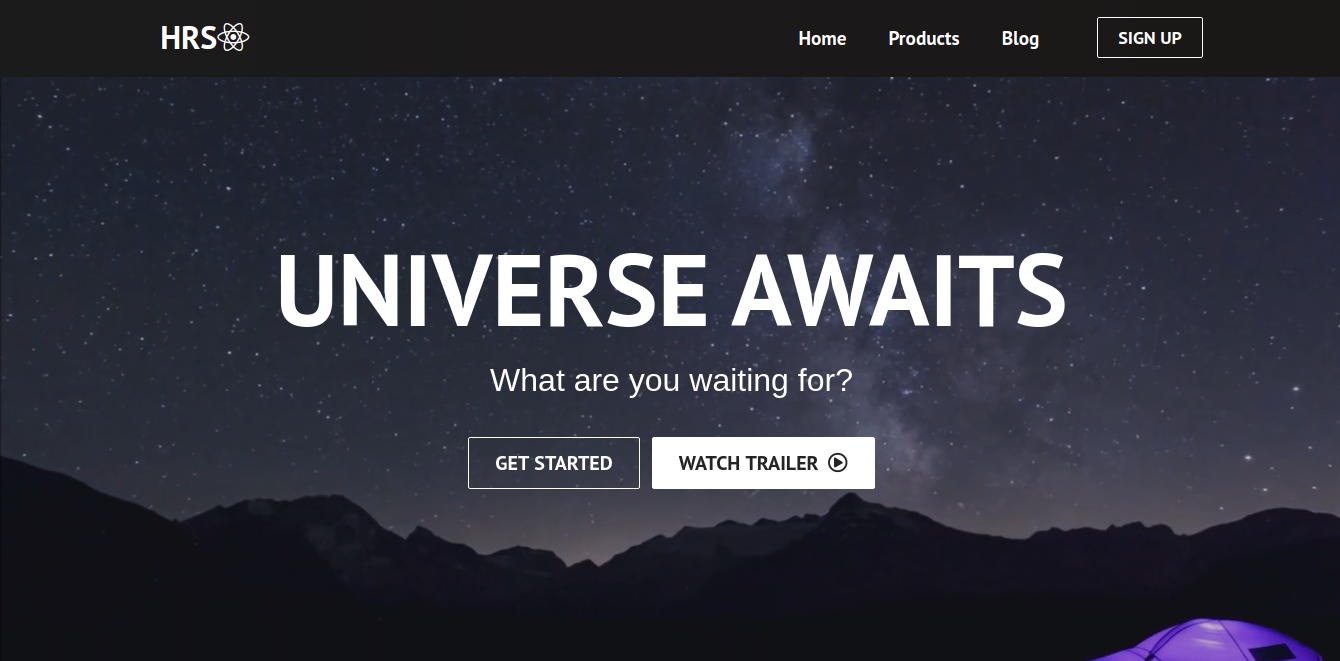 HRS
Home Products Blog SIGN UP
UNIVERSE AWAITS
What are you waiting for?
GET STARTED WATCH TRAILER